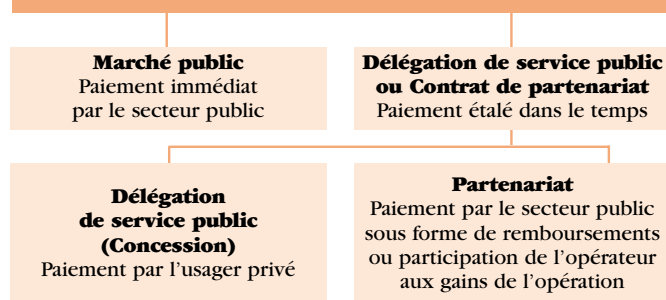 Marché public
Paiement immédiat
par le secteur public
Délégation de service public
ou Contrat de partenariat
Paiement étalé dans le temps
Délégation
de service public
(Concession)
Paiement par l'usager privé
Partenariat
Paiement par le secteur public
sous forme de remboursements
ou participation de l'opérateur
aux gains de l'opération